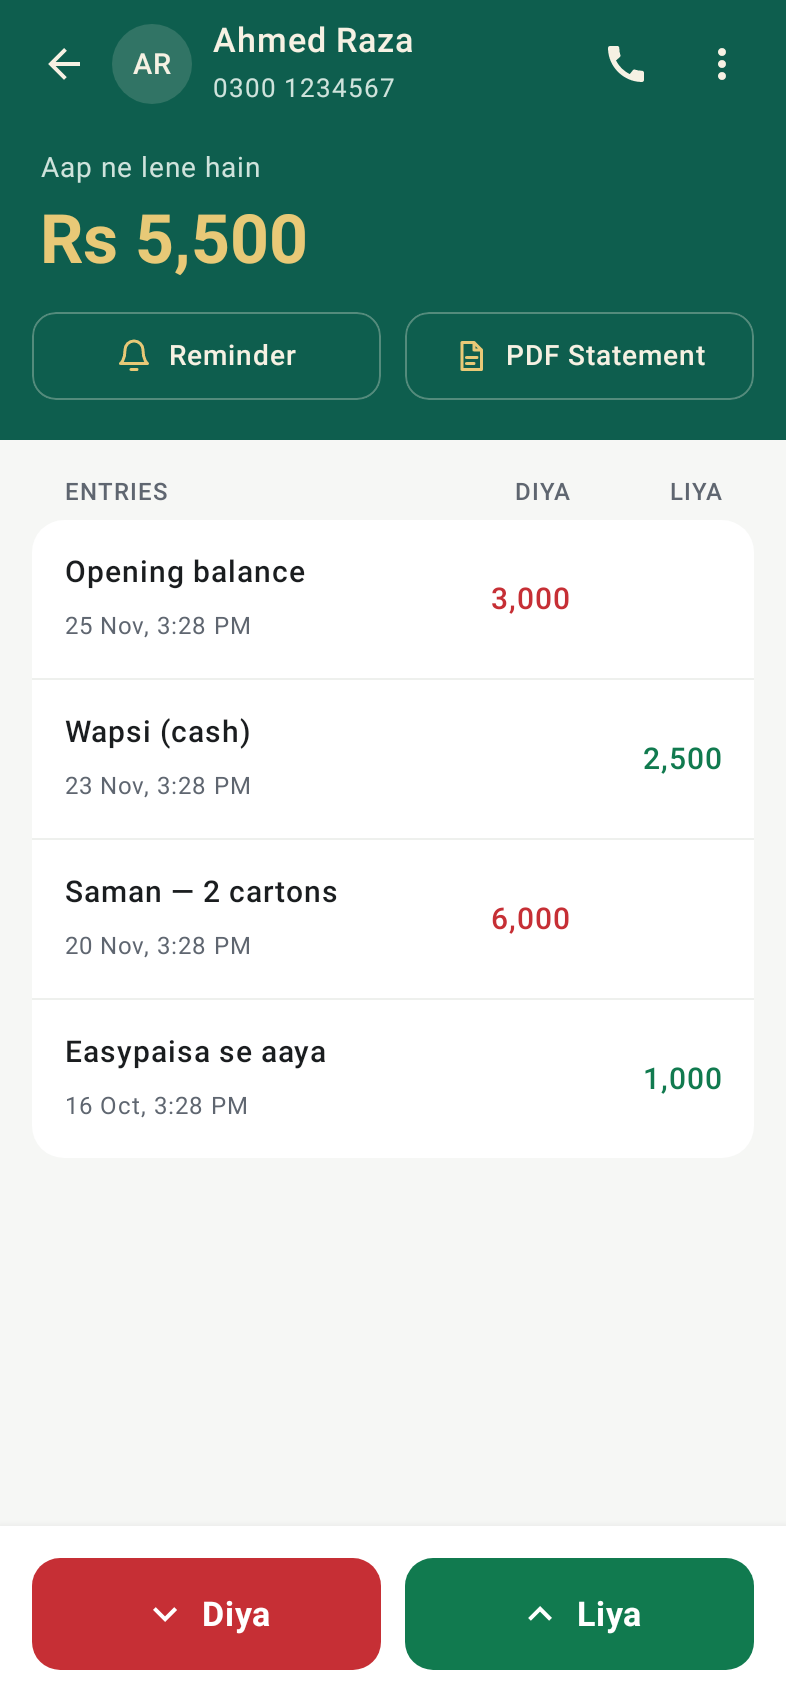 AR
Ahmed Raza
0300 1234567
Aap ne lene hain
Rs 5,500
Reminder
PDF Statement
ENTRIES DIYA LIYA
Opening balance
25 Nov, 3:28 PM
3,000
Wapsi (cash)
23 Nov, 3:28 PM
2,500
Saman — 2 cartons
20 Nov, 3:28 PM
6,000
Easypaisa se aaya
16 Oct, 3:28 PM
1,000
Diya
Liya